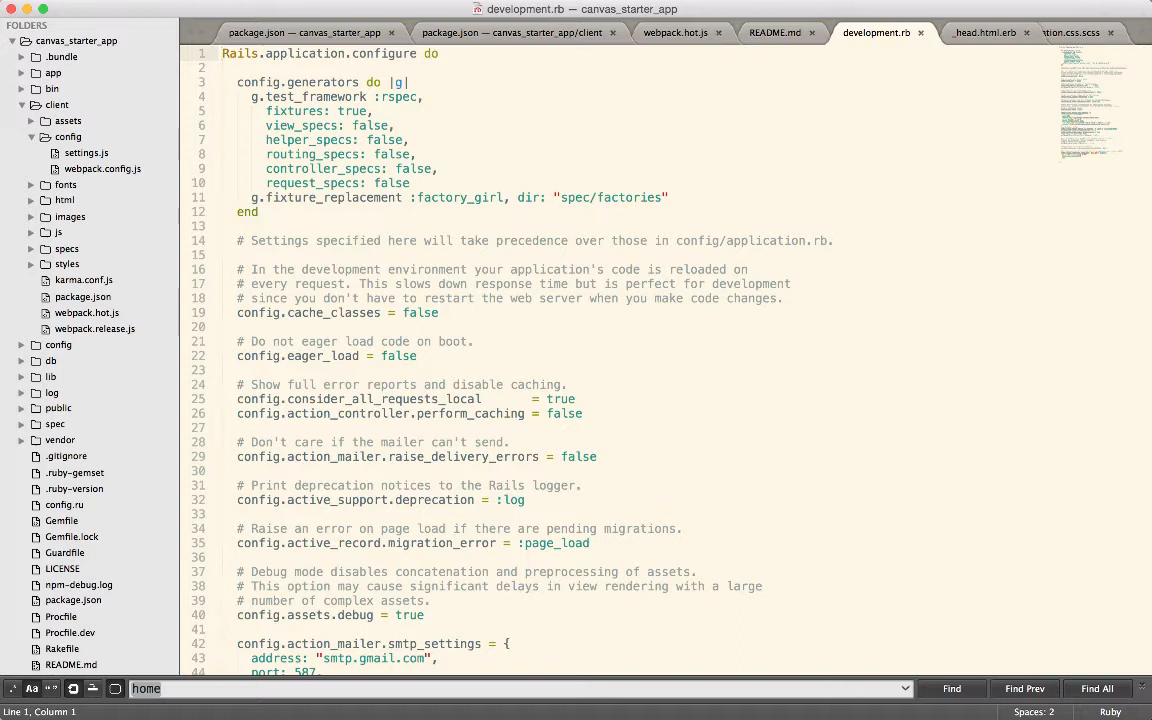 development.rb — canvas_starter_app
FOLDERS
canvas_starter_app
.bundle
app
bin
client
assets
config
settings.js
webpack.config.js
fonts
html
images
js
specs
styles
karma.conf.js
package.json
webpack.hot.js
webpack.release.js
config
db
lib
log
public
spec
vendor
.gitignore
.ruby-gemset
.ruby-version
config.ru
Gemfile
Gemfile.lock
Guardfile
LICENSE
npm-debug.log
package.json
Procfile
Procfile.dev
Rakefile
README.md
package.json — canvas_starter_app ×
package.json — canvas_starter_app/client ×
webpack.hot.js ×
README.md ×
development.rb ×
_head.html.erb ×
tion.css.scss ×
1 Rails.application.configure do
2
3 config.generators do |g|
4 g.test_framework :rspec,
5 fixtures: true,
6 view_specs: false,
7 helper_specs: false,
8 routing_specs: false,
9 controller_specs: false,
10 request_specs: false
11 g.fixture_replacement :factory_girl, dir: "spec/factories"
12 end
13
14 # Settings specified here will take precedence over those in config/application.rb.
15
16 # In the development environment your application's code is reloaded on
17 # every request. This slows down response time but is perfect for development
18 # since you don't have to restart the web server when you make code changes.
19 config.cache_classes = false
20
21 # Do not eager load code on boot.
22 config.eager_load = false
23
24 # Show full error reports and disable caching.
25 config.consider_all_requests_local       = true
26 config.action_controller.perform_caching = false
27
28 # Don't care if the mailer can't send.
29 config.action_mailer.raise_delivery_errors = false
30
31 # Print deprecation notices to the Rails logger.
32 config.active_support.deprecation = :log
33
34 # Raise an error on page load if there are pending migrations.
35 config.active_record.migration_error = :page_load
36
37 # Debug mode disables concatenation and preprocessing of assets.
38 # This option may cause significant delays in view rendering with a large
39 # number of complex assets.
40 config.assets.debug = true
41
42 config.action_mailer.smtp_settings = {
43 address: "smtp.gmail.com",
44 port: 587,
.* Aa “” home Find Find Prev Find All ×
Line 1, Column 1 Spaces: 2 Ruby